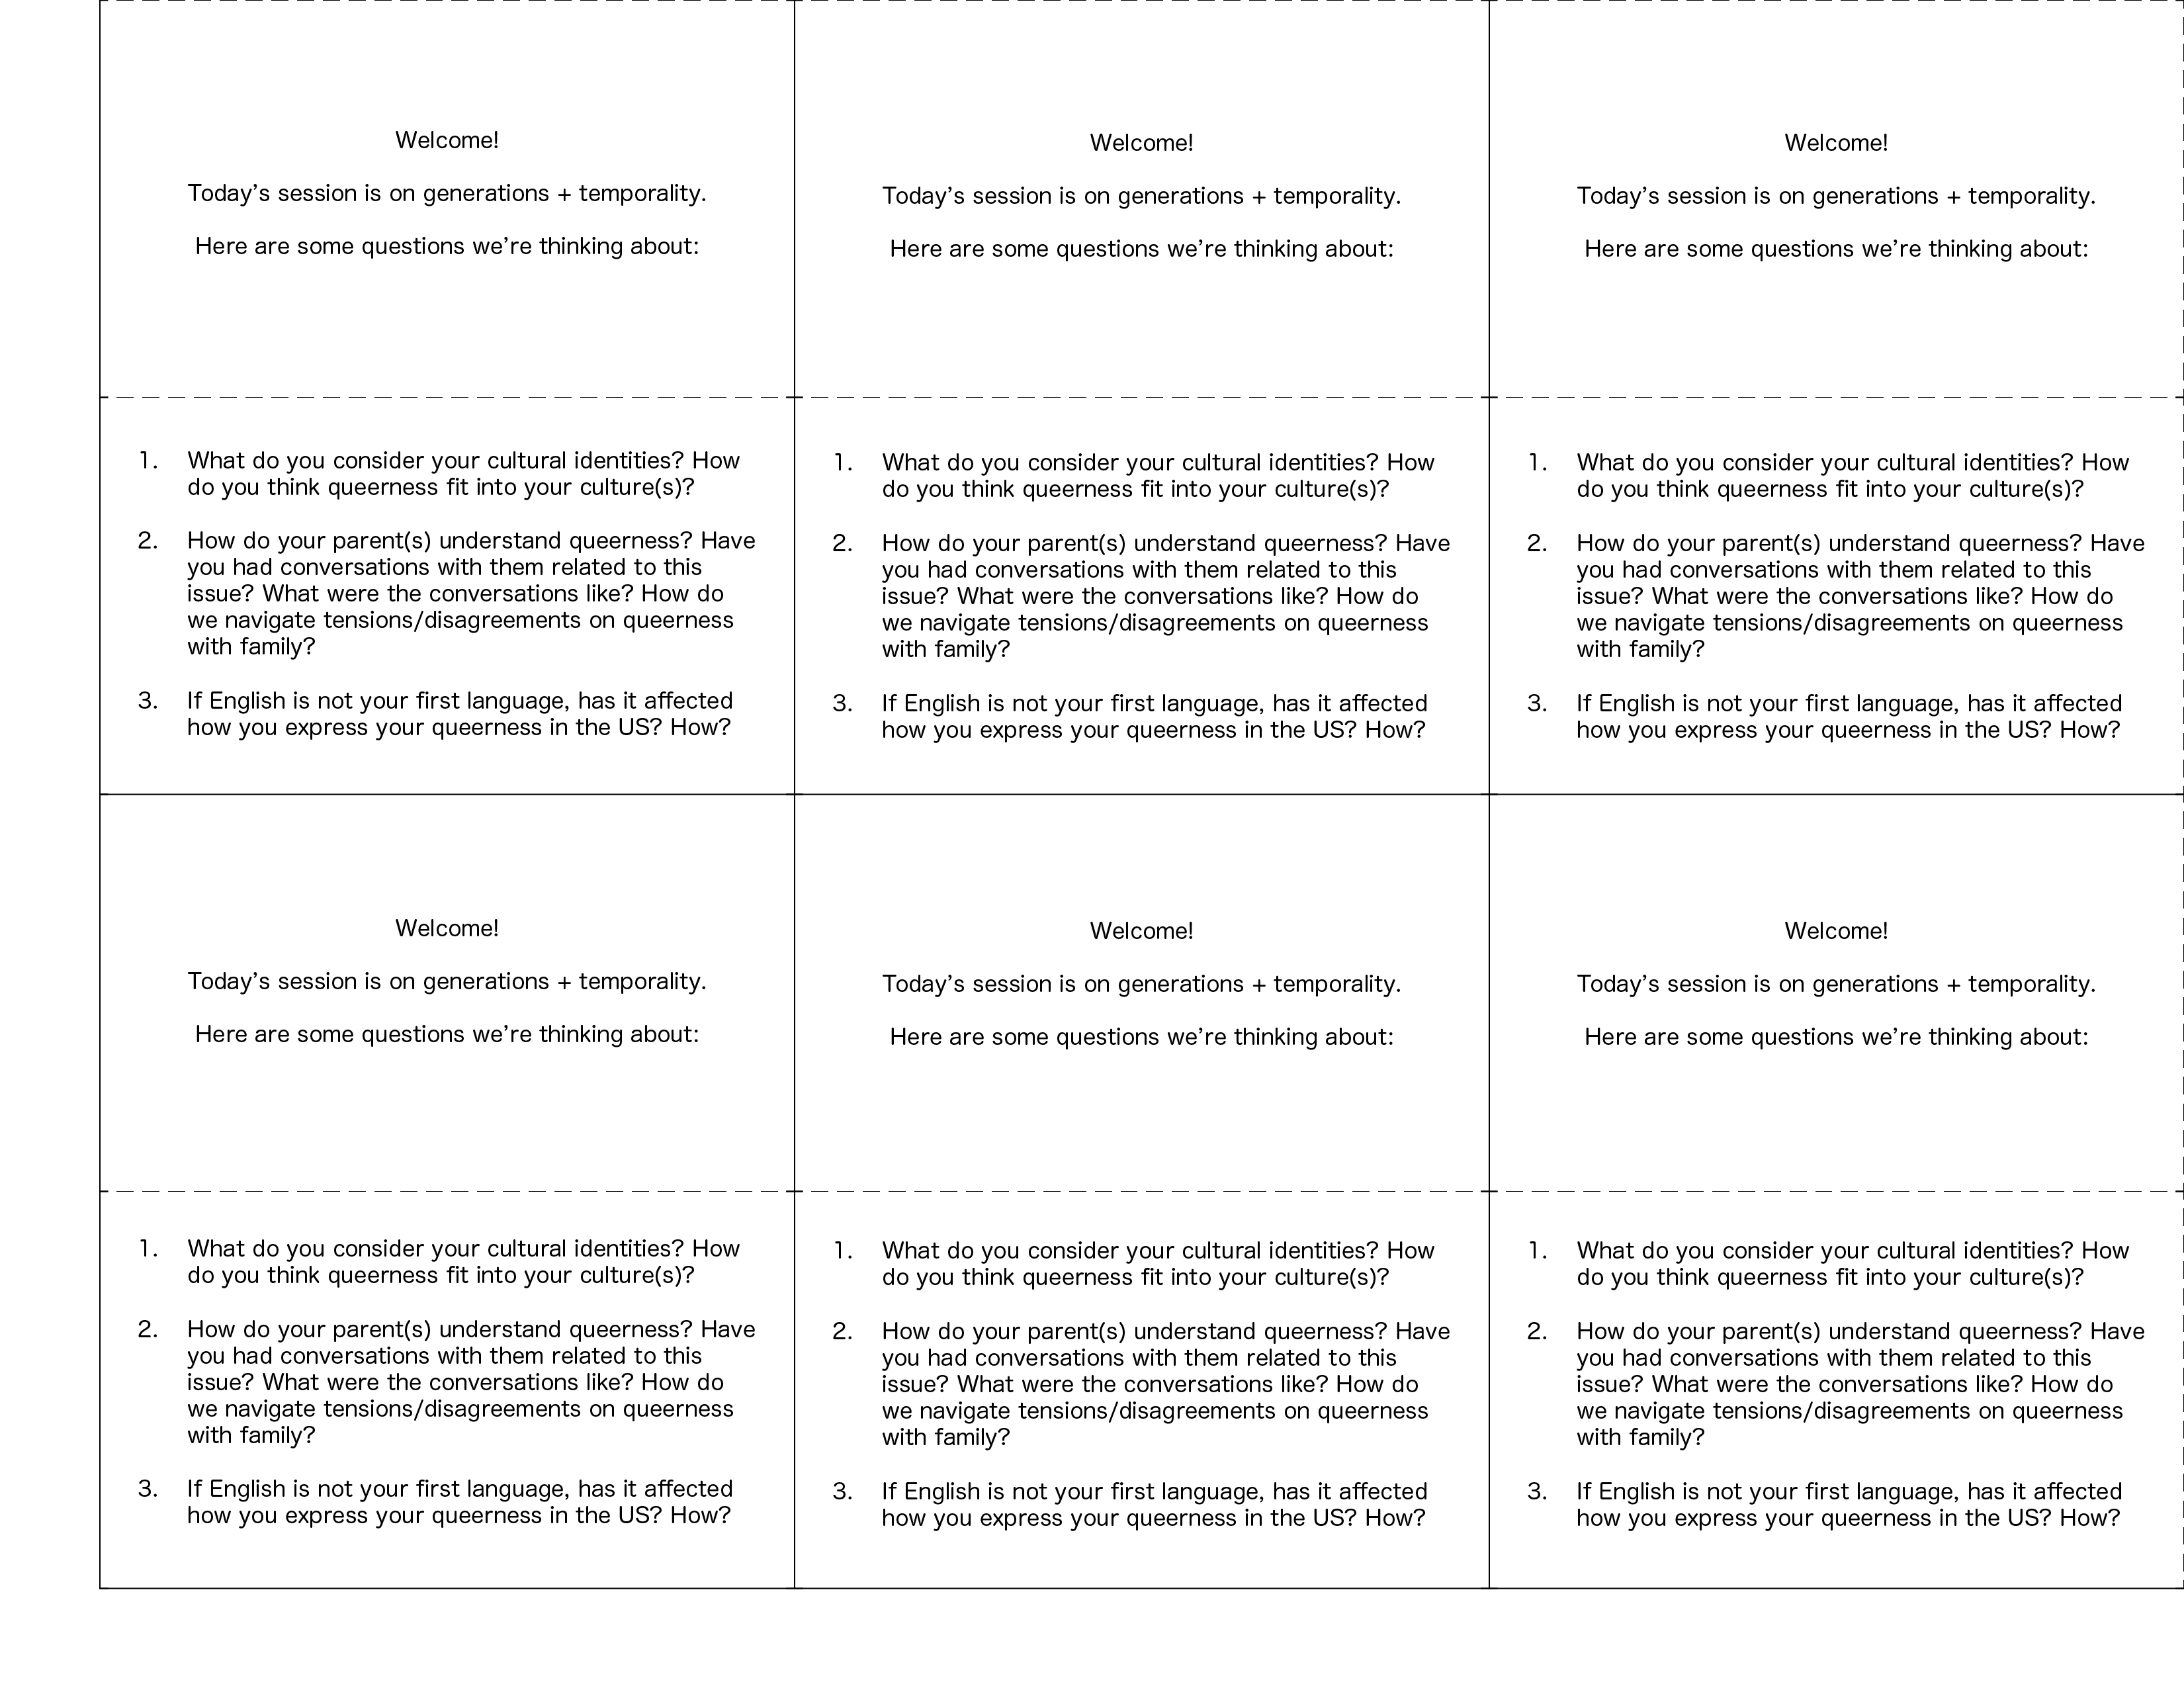 Welcome!
Today's session is on generations + temporality.
Here are some questions we're thinking about:
1. What do you consider your cultural identities? How
do you think queerness fit into your culture(s)?
2. How do your parent(s) understand queerness? Have
you had conversations with them related to this
issue? What were the conversations like? How do
we navigate tensions/disagreements on queerness
with family?
3. If English is not your first language, has it affected
how you express your queerness in the US? How?
Welcome!
Today's session is on generations + temporality.
Here are some questions we're thinking about:
1. What do you consider your cultural identities? How
do you think queerness fit into your culture(s)?
2. How do your parent(s) understand queerness? Have
you had conversations with them related to this
issue? What were the conversations like? How do
we navigate tensions/disagreements on queerness
with family?
3. If English is not your first language, has it affected
how you express your queerness in the US? How?
Welcome!
Today's session is on generations + temporality.
Here are some questions we're thinking about:
1. What do you consider your cultural identities? How
do you think queerness fit into your culture(s)?
2. How do your parent(s) understand queerness? Have
you had conversations with them related to this
issue? What were the conversations like? How do
we navigate tensions/disagreements on queerness
with family?
3. If English is not your first language, has it affected
how you express your queerness in the US? How?
Welcome!
Today's session is on generations + temporality.
Here are some questions we're thinking about:
1. What do you consider your cultural identities? How
do you think queerness fit into your culture(s)?
2. How do your parent(s) understand queerness? Have
you had conversations with them related to this
issue? What were the conversations like? How do
we navigate tensions/disagreements on queerness
with family?
3. If English is not your first language, has it affected
how you express your queerness in the US? How?
Welcome!
Today's session is on generations + temporality.
Here are some questions we're thinking about:
1. What do you consider your cultural identities? How
do you think queerness fit into your culture(s)?
2. How do your parent(s) understand queerness? Have
you had conversations with them related to this
issue? What were the conversations like? How do
we navigate tensions/disagreements on queerness
with family?
3. If English is not your first language, has it affected
how you express your queerness in the US? How?
Welcome!
Today's session is on generations + temporality.
Here are some questions we're thinking about:
1. What do you consider your cultural identities? How
do you think queerness fit into your culture(s)?
2. How do your parent(s) understand queerness? Have
you had conversations with them related to this
issue? What were the conversations like? How do
we navigate tensions/disagreements on queerness
with family?
3. If English is not your first language, has it affected
how you express your queerness in the US? How?